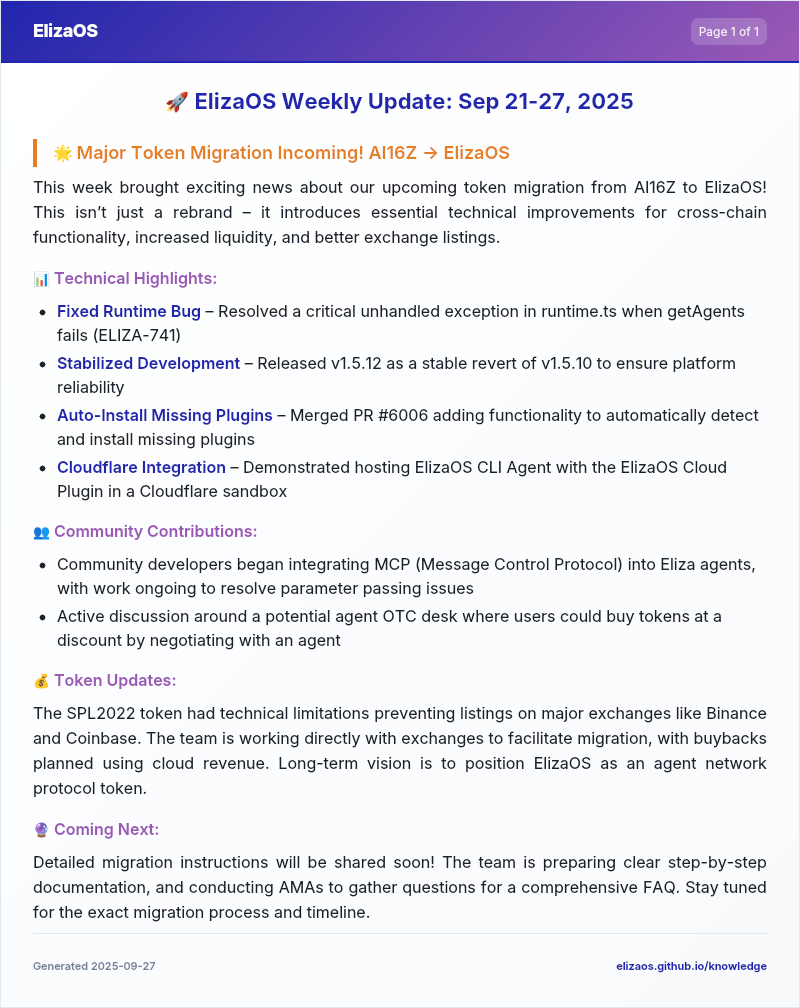 ElizaOS
Page 1 of 1
🚀 ElizaOS Weekly Update: Sep 21-27, 2025
🌟 Major Token Migration Incoming! AI16Z → ElizaOS
This week brought exciting news about our upcoming token migration from AI16Z to ElizaOS!
This isn’t just a rebrand – it introduces essential technical improvements for cross-chain
functionality, increased liquidity, and better exchange listings.
📊 Technical Highlights:
• Fixed Runtime Bug – Resolved a critical unhandled exception in runtime.ts when getAgents
fails (ELIZA-741)
• Stabilized Development – Released v1.5.12 as a stable revert of v1.5.10 to ensure platform
reliability
• Auto-Install Missing Plugins – Merged PR #6006 adding functionality to automatically detect
and install missing plugins
• Cloudflare Integration – Demonstrated hosting ElizaOS CLI Agent with the ElizaOS Cloud
Plugin in a Cloudflare sandbox
👥 Community Contributions:
• Community developers began integrating MCP (Message Control Protocol) into Eliza agents,
with work ongoing to resolve parameter passing issues
• Active discussion around a potential agent OTC desk where users could buy tokens at a
discount by negotiating with an agent
💰 Token Updates:
The SPL2022 token had technical limitations preventing listings on major exchanges like Binance
and Coinbase. The team is working directly with exchanges to facilitate migration, with buybacks
planned using cloud revenue. Long-term vision is to position ElizaOS as an agent network
protocol token.
🔮 Coming Next:
Detailed migration instructions will be shared soon! The team is preparing clear step-by-step
documentation, and conducting AMAs to gather questions for a comprehensive FAQ. Stay tuned
for the exact migration process and timeline.
Generated 2025-09-27
elizaos.github.io/knowledge